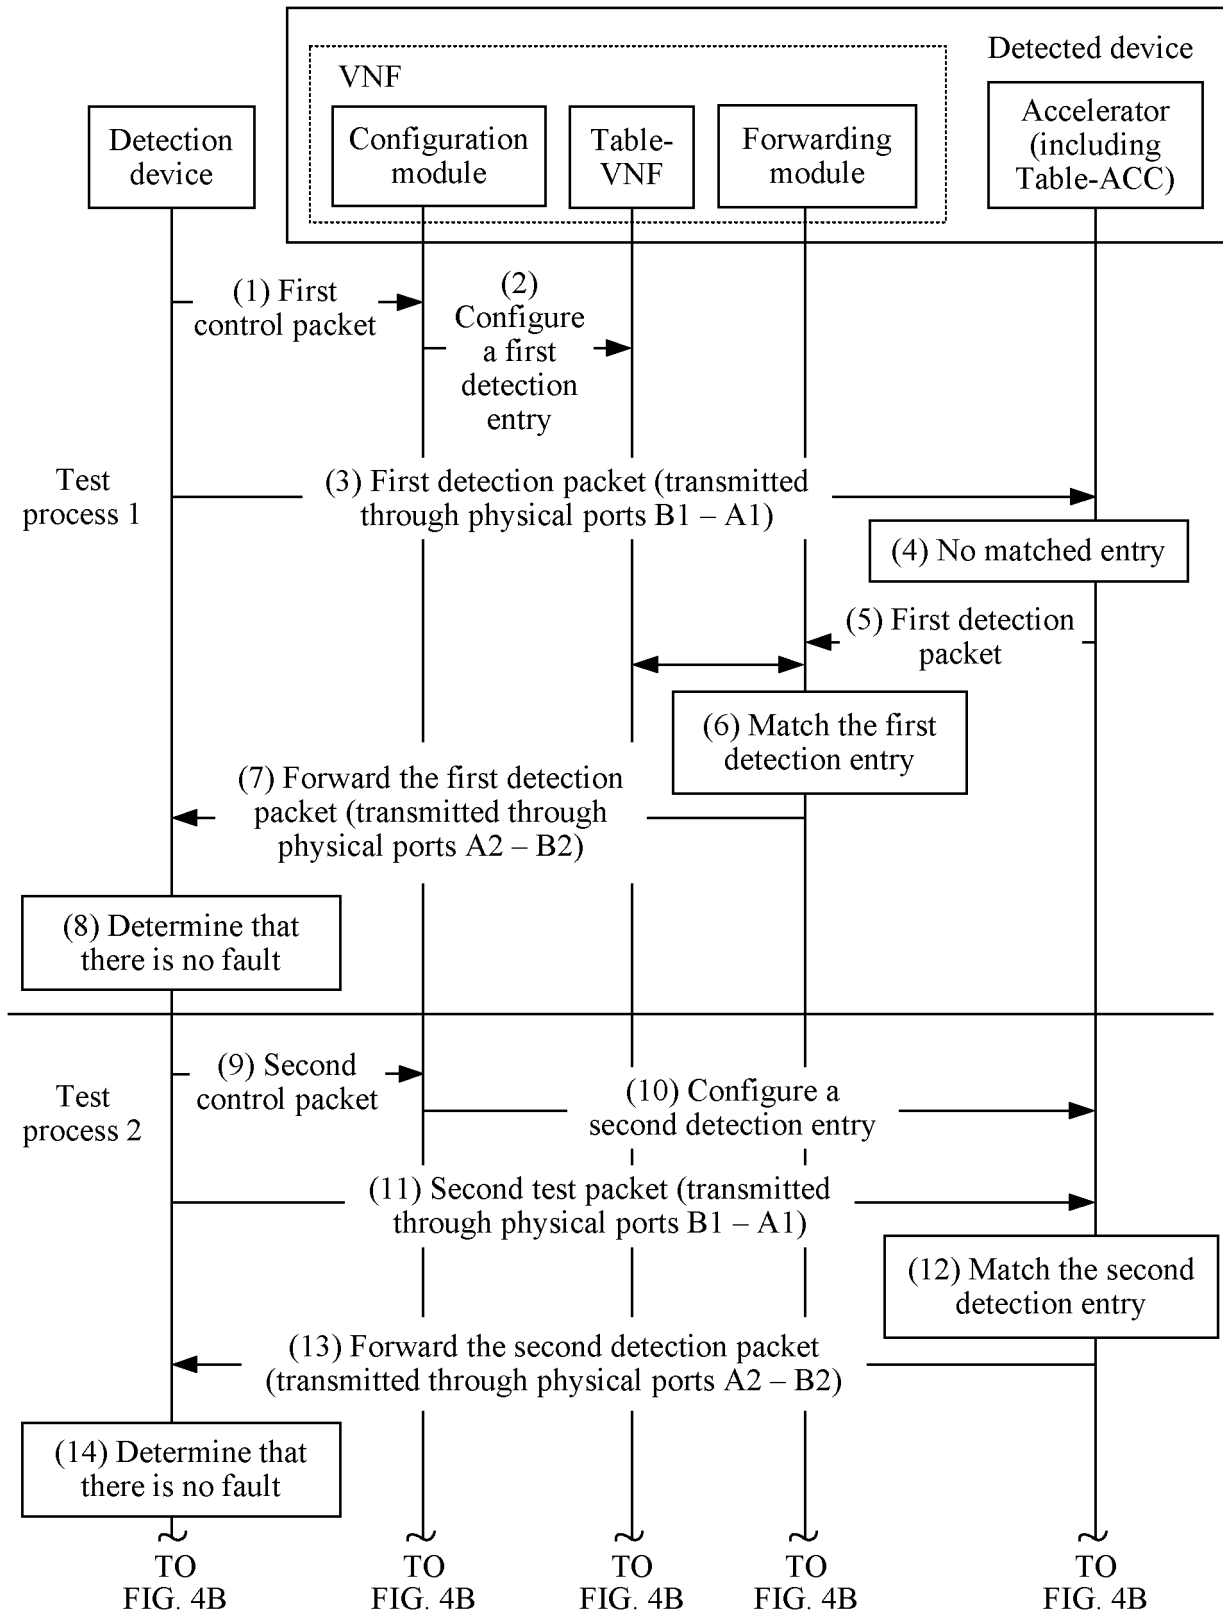 Detected device
VNF
Detection
device
Configuration
module
Table-
VNF
Forwarding
module
Accelerator
(including
Table-ACC)
(1) First
control packet
(2)
Configure
a first
detection
entry
Test
process 1
(3) First detection packet (transmitted
through physical ports B1 – A1)
(4) No matched entry
(5) First detection
packet
(6) Match the first
detection entry
(7) Forward the first detection
packet (transmitted through
physical ports A2 – B2)
(8) Determine that
there is no fault
Test
process 2
(9) Second
control packet
(10) Configure a
second detection entry
(11) Second test packet (transmitted
through physical ports B1 – A1)
(12) Match the second
detection entry
(13) Forward the second detection packet
(transmitted through physical ports A2 – B2)
(14) Determine that
there is no fault
TO
FIG. 4B
TO
FIG. 4B
TO
FIG. 4B
TO
FIG. 4B
TO
FIG. 4B